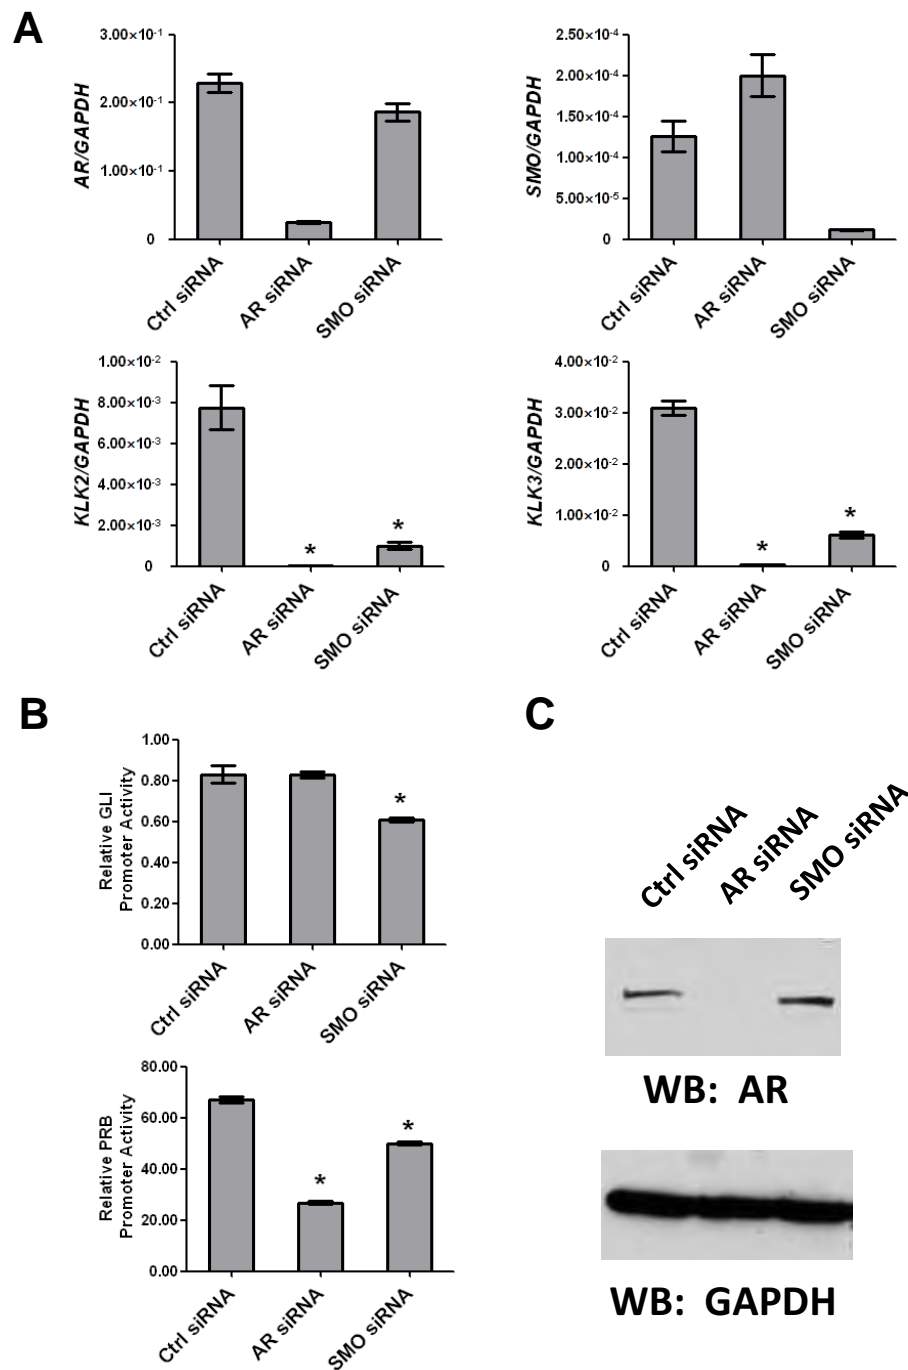 A
AR/GAPDH
3.00×10-1
2.00×10-1
1.00×10-1
0
Ctrl siRNA
AR siRNA
SMO siRNA
SMO/GAPDH
2.50×10-4
2.00×10-4
1.00×10-4
1.00×10-4
5.00×10-5
0
Ctrl siRNA
AR siRNA
SMO siRNA
KLK2/GAPDH
1.00×10-2
8.00×10-3
6.00×10-3
4.00×10-3
2.00×10-3
0
*
*
Ctrl siRNA
AR siRNA
SMO siRNA
KLK3/GAPDH
4.00×10-2
3.00×10-2
2.00×10-2
1.00×10-2
0
*
*
Ctrl siRNA
AR siRNA
SMO siRNA
B
Relative GLI
Promoter Activity
1.00
0.80
0.60
0.40
0.20
0.00
*
Ctrl siRNA
AR siRNA
SMO siRNA
Relative PRB
Promoter Activity
80.00
60.00
40.00
20.00
0.00
*
*
Ctrl siRNA
AR siRNA
SMO siRNA
C
Ctrl siRNA
AR siRNA
SMO siRNA
WB: AR
WB: GAPDH